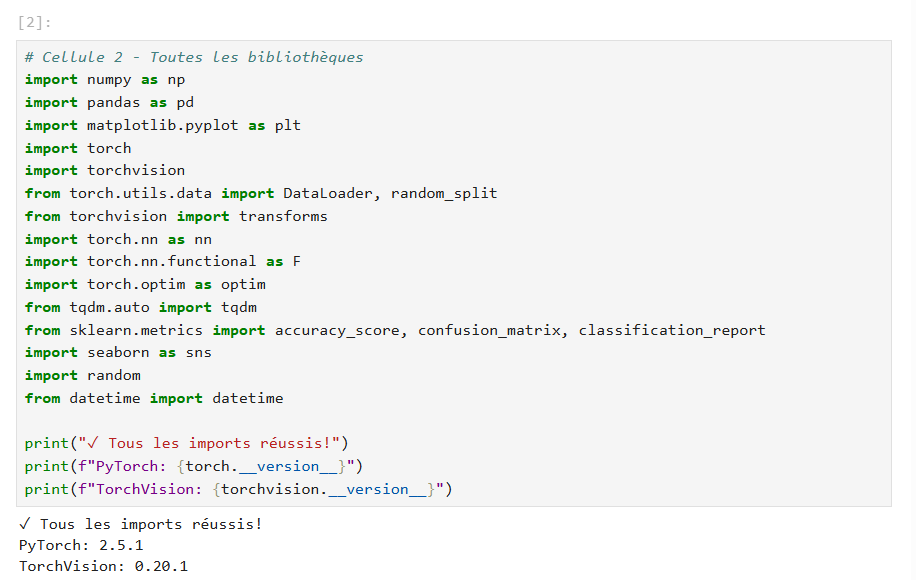 [2]:
# Cellule 2 - Toutes les bibliothèques
import numpy as np
import pandas as pd
import matplotlib.pyplot as plt
import torch
import torchvision
from torch.utils.data import DataLoader, random_split
from torchvision import transforms
import torch.nn as nn
import torch.nn.functional as F
import torch.optim as optim
from tqdm.auto import tqdm
from sklearn.metrics import accuracy_score, confusion_matrix, classification_report
import seaborn as sns
import random
from datetime import datetime
print("✓ Tous les imports réussis!")
print(f"PyTorch: {torch.__version__}")
print(f"TorchVision: {torchvision.__version__}")
✓ Tous les imports réussis!
PyTorch: 2.5.1
TorchVision: 0.20.1